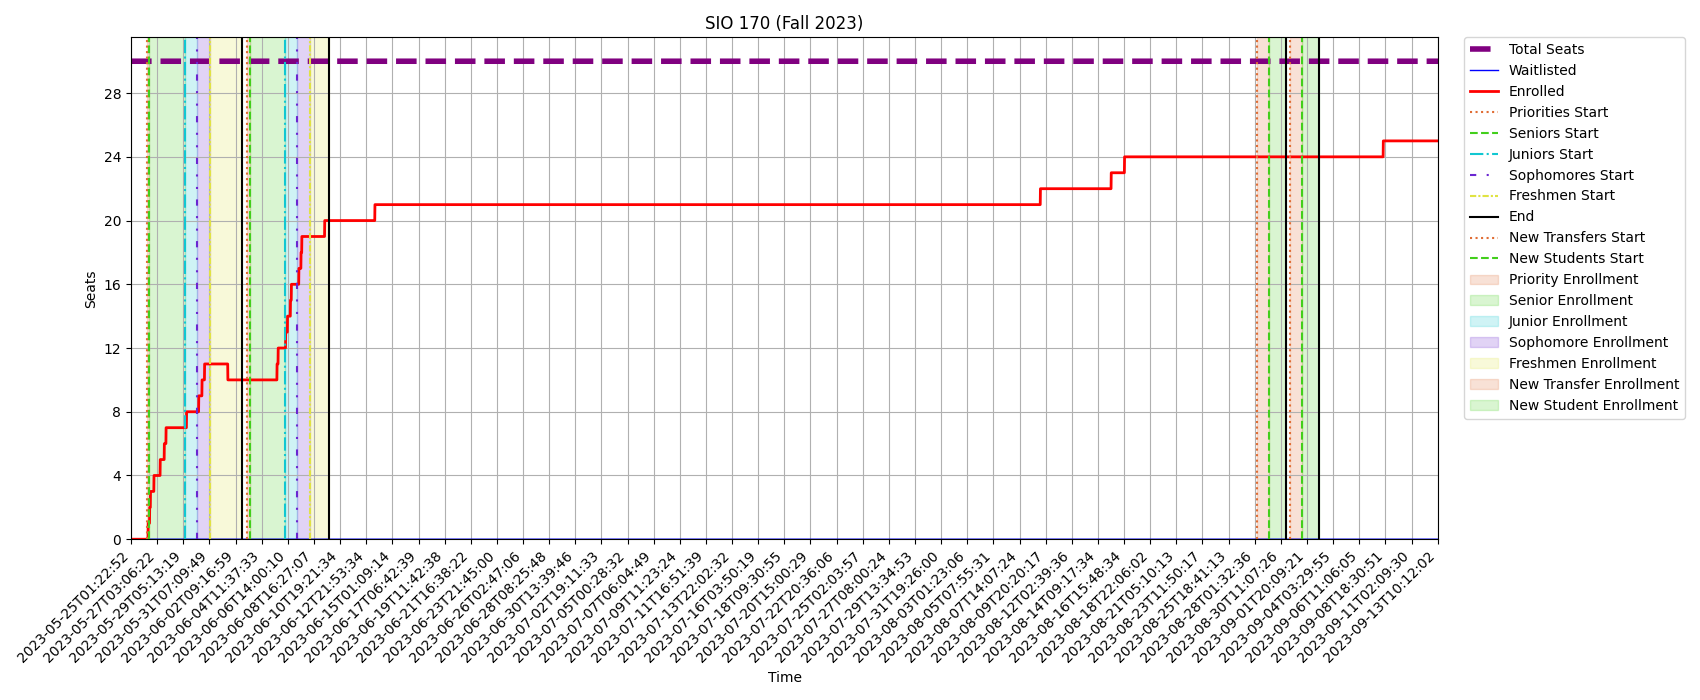 SIO 170 (Fall 2023)
Seats
28
24
20
16
12
8
4
0
2023-05-25T01:22:52
2023-05-27T03:06:22
2023-05-29T05:13:19
2023-05-31T07:09:49
2023-06-02T09:16:59
2023-06-04T11:37:33
2023-06-06T14:00:10
2023-06-08T16:27:07
2023-06-10T19:21:34
2023-06-12T21:53:34
2023-06-15T01:09:14
2023-06-17T06:42:39
2023-06-19T11:42:38
2023-06-21T16:38:22
2023-06-23T21:45:00
2023-06-26T02:47:06
2023-06-28T08:25:48
2023-06-30T13:39:46
2023-07-02T19:11:33
2023-07-05T00:28:32
2023-07-07T06:04:49
2023-07-09T11:23:24
2023-07-11T16:51:39
2023-07-13T22:02:32
2023-07-16T03:50:19
2023-07-18T09:30:55
2023-07-20T15:00:29
2023-07-22T20:36:06
2023-07-25T02:03:57
2023-07-27T08:00:24
2023-07-29T13:34:53
2023-07-31T19:26:00
2023-08-03T01:23:06
2023-08-05T07:55:31
2023-08-07T14:07:24
2023-08-09T20:20:17
2023-08-12T02:39:36
2023-08-14T09:17:34
2023-08-16T15:48:34
2023-08-18T22:06:02
2023-08-21T05:10:13
2023-08-23T11:50:17
2023-08-25T18:41:13
2023-08-28T01:32:36
2023-08-30T11:07:26
2023-09-01T20:09:21
2023-09-04T03:29:55
2023-09-06T11:06:05
2023-09-08T18:30:51
2023-09-11T02:09:30
2023-09-13T10:12:02
Time
Total Seats
Waitlisted
Enrolled
Priorities Start
Seniors Start
Juniors Start
Sophomores Start
Freshmen Start
End
New Transfers Start
New Students Start
Priority Enrollment
Senior Enrollment
Junior Enrollment
Sophomore Enrollment
Freshmen Enrollment
New Transfer Enrollment
New Student Enrollment